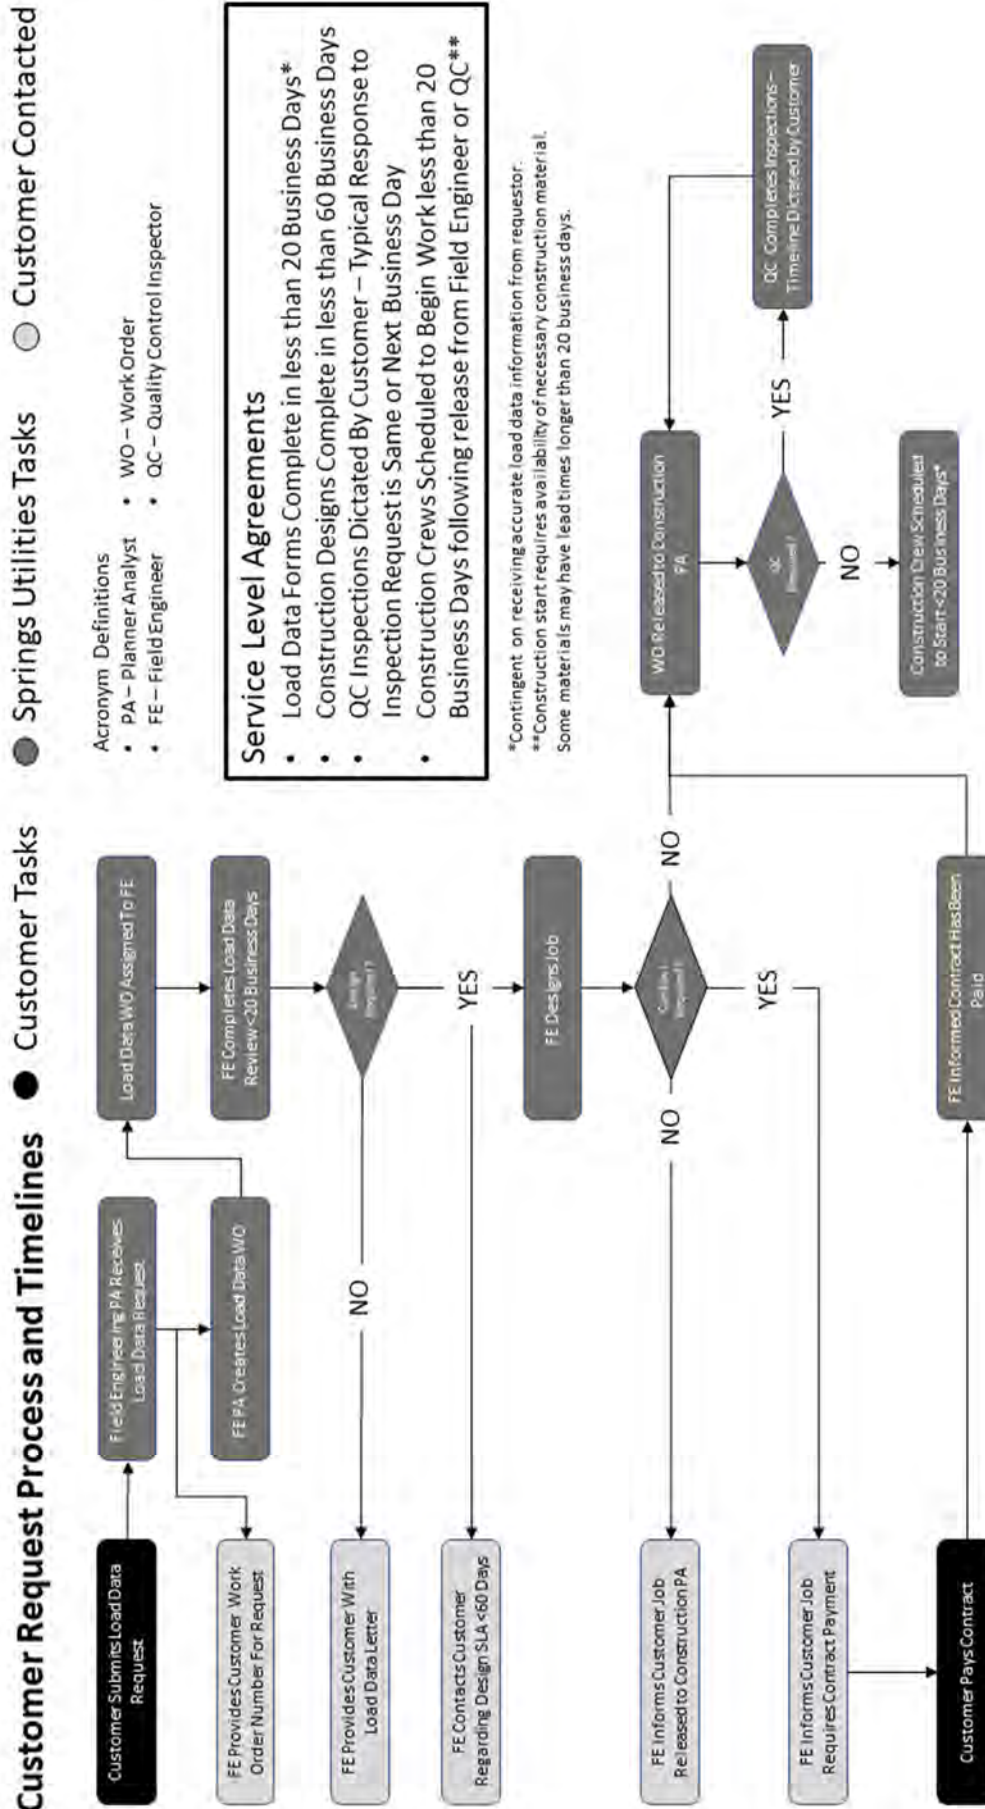 Customer Request Process and Timelines
Customer Tasks
Springs Utilities Tasks
Customer Contacted
Acronym Definitions
• PA – Planner Analyst
• WO – Work Order
• FE – Field Engineer
• QC – Quality Control Inspector
Service Level Agreements
• Load Data Forms Complete in less than 20 Business Days*
• Construction Designs Complete in less than 60 Business Days
• QC Inspections Dictated By Customer – Typical Response to
Inspection Request is Same or Next Business Day
• Construction Crews Scheduled to Begin Work less than 20
Business Days following release from Field Engineer or QC**
*Contingent on receiving accurate load data information from requestor.
**Construction start requires availability of necessary construction material.
Some materials may have lead times longer than 20 business days.
Customer Submits Load Data
Request
Field Engineering PA Receives
Load Data Request
Load Data WO Assigned To FE
FE Provides Customer Work
Order Number For Request
FE PA Creates Load Data WO
FE Completes Load Data
Review <20 Business Days
FE Provides Customer With
Load Data Letter
NO
Design
Required?
FE Contacts Customer
Regarding Design SLA <60 Days
YES
FE Designs Job
FE Informs Customer Job
Released to Construction PA
NO
Contract
Required?
NO
WO Released to Construction
PA
FE Informs Customer Job
Requires Contract Payment
YES
QC
Required?
YES
QC Completes Inspections –
Timeline Dictated by Customer
NO
Customer Pays Contract
FE Informed Contract Has Been
Paid
Construction Crew Scheduled
to Start <20 Business Days*